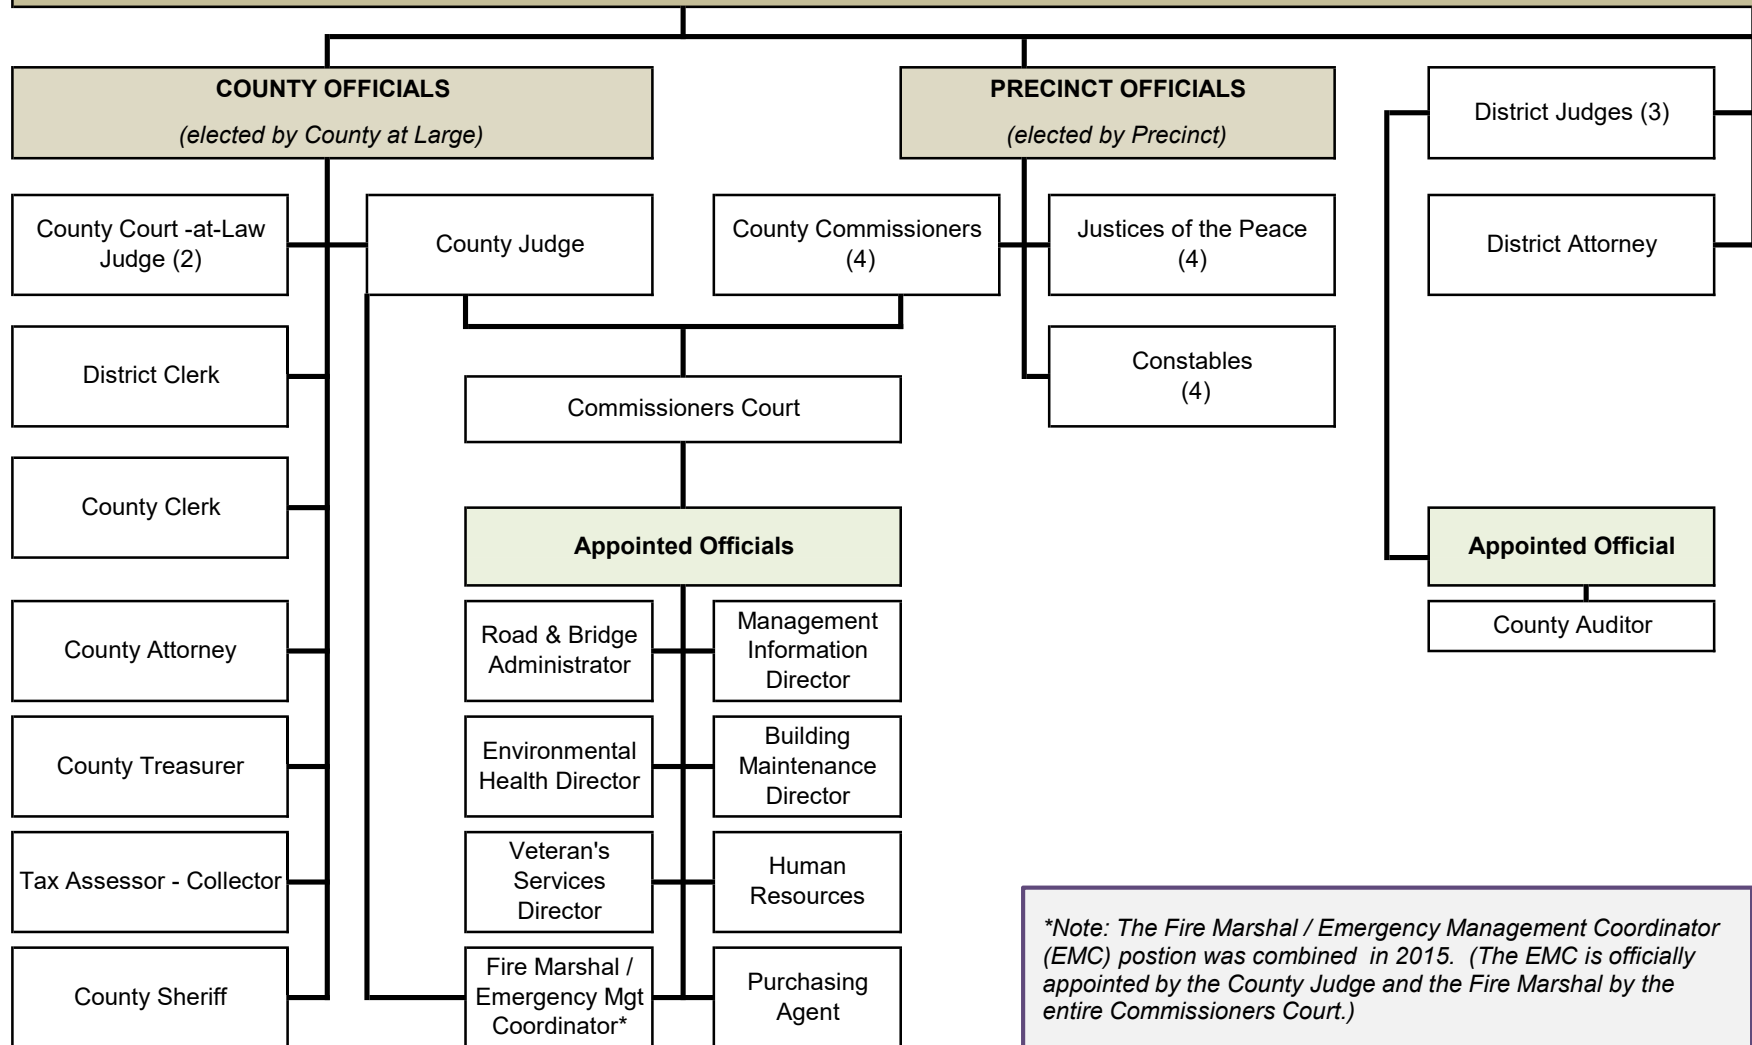 COUNTY OFFICIALS
(elected by County at Large)
PRECINCT OFFICIALS
(elected by Precinct)
District Judges (3)
County Court -at-Law
Judge (2)
County Judge
County Commissioners
(4)
Justices of the Peace
(4)
District Attorney
District Clerk
Constables
(4)
Commissioners Court
County Clerk
Appointed Officials
Appointed Official
County Auditor
County Attorney
Road & Bridge
Administrator
Management
Information
Director
County Treasurer
Environmental
Health Director
Building
Maintenance
Director
Tax Assessor - Collector
Veteran's
Services
Director
Human
Resources
County Sheriff
Fire Marshal /
Emergency Mgt
Coordinator*
Purchasing
Agent
*Note: The Fire Marshal / Emergency Management Coordinator
(EMC) postion was combined  in 2015.  (The EMC is officially
appointed by the County Judge and the Fire Marshal by the
entire Commissioners Court.)